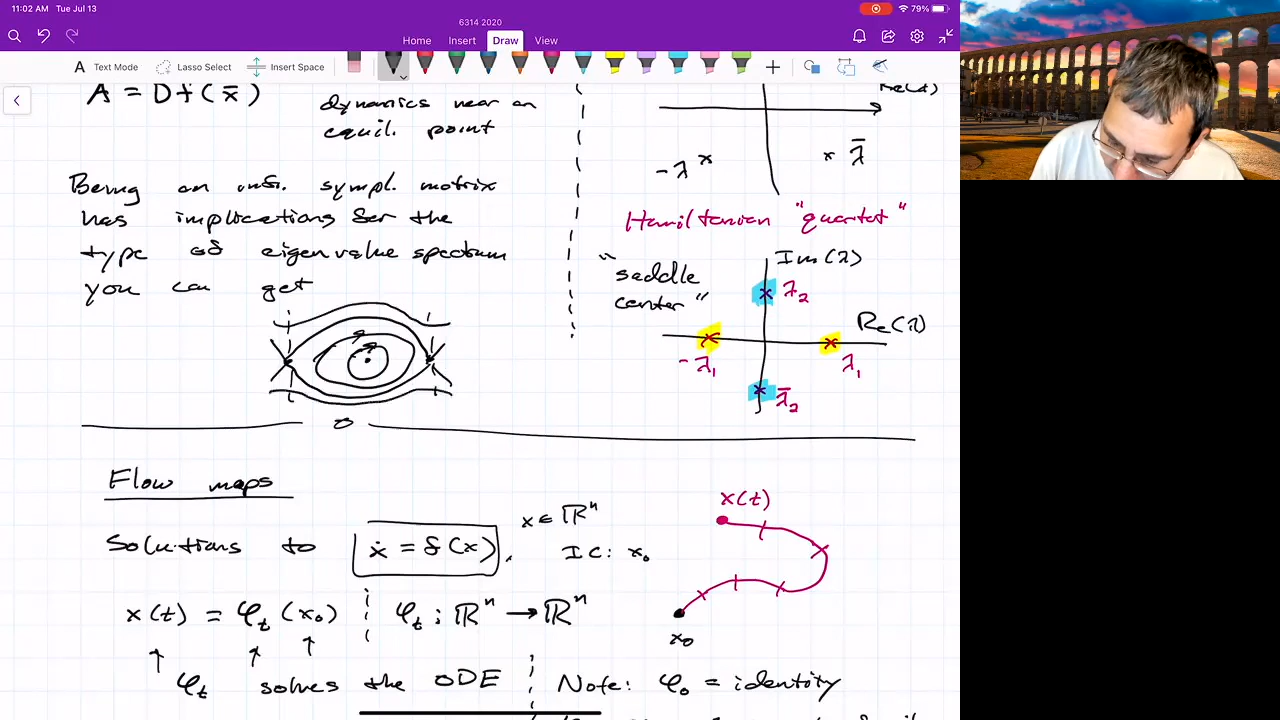 11:02 AM Tue Jul 13
79%
6314 2020
Home Insert Draw View
Text Mode Lasso Select Insert Space
A = Df(x̄)
dynamics near an
equil. point
Being an inf. sympl. matrix
has implications for the
type of eigenvalue spectrum
you can get
Re(λ)
-λ
λ̄
Hamiltonian "quartet"
"saddle
center"
Im(λ)
λ₂
Re(λ)
-λ₁
λ₁
λ̄₂
Flow maps
Solutions to ẋ = f(x), x ∈ ℝⁿ IC: x₀
x(t) = φₜ(x₀) φₜ : ℝⁿ → ℝⁿ
φₜ solves the ODE
x(t)
x₀
Note: φ₀ = identity